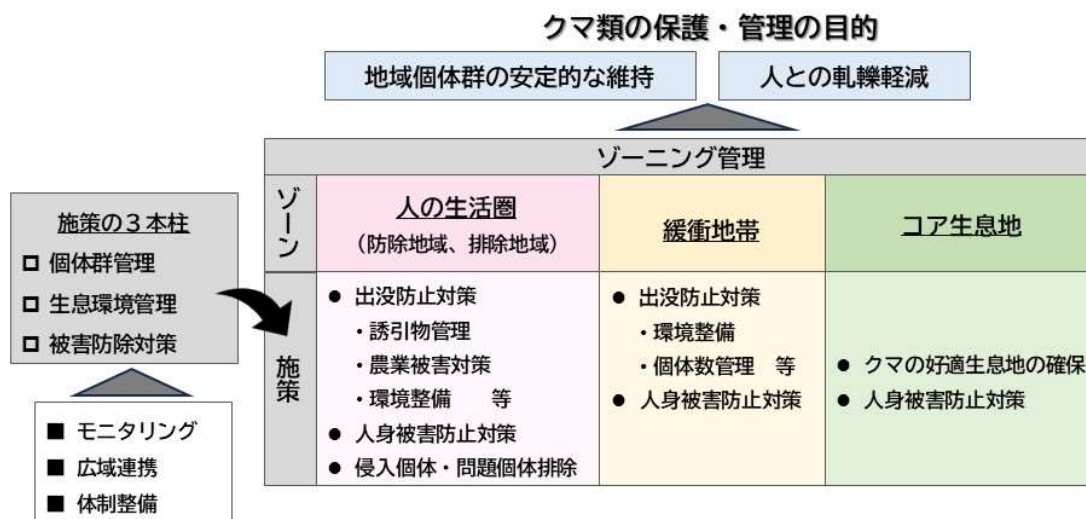 クマ類の保護・管理の目的
地域個体群の安定的な維持
人との軋轢軽減
ゾーニング管理
ゾーン
人の生活圏
(防除地域、排除地域)
緩衝地帯
コア生息地
施策の3本柱
個体群管理
生息環境管理
被害防除対策
モニタリング
広域連携
体制整備
施策
● 出没防止対策
・誘引物管理
・農業被害対策
・環境整備 等
● 人身被害防止対策
● 侵入個体・問題個体排除
● 出没防止対策
・環境整備
・個体数管理 等
● 人身被害防止対策
● クマの好適生息地の確保
● 人身被害防止対策